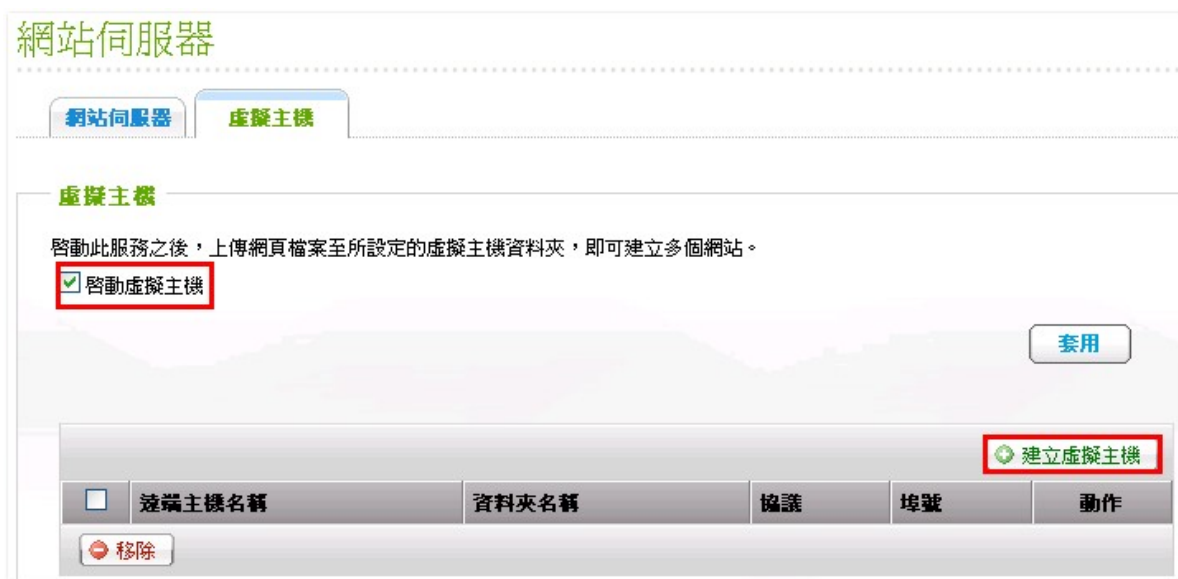 網站伺服器
網站伺服器 虛擬主機
虛擬主機
啓動此服務之後，上傳網頁檔案至所設定的虛擬主機資料夾，即可建立多個網站。
啓動虛擬主機
套用
建立虛擬主機
遠端主機名稱 資料夾名稱 協議 埠號 動作
移除